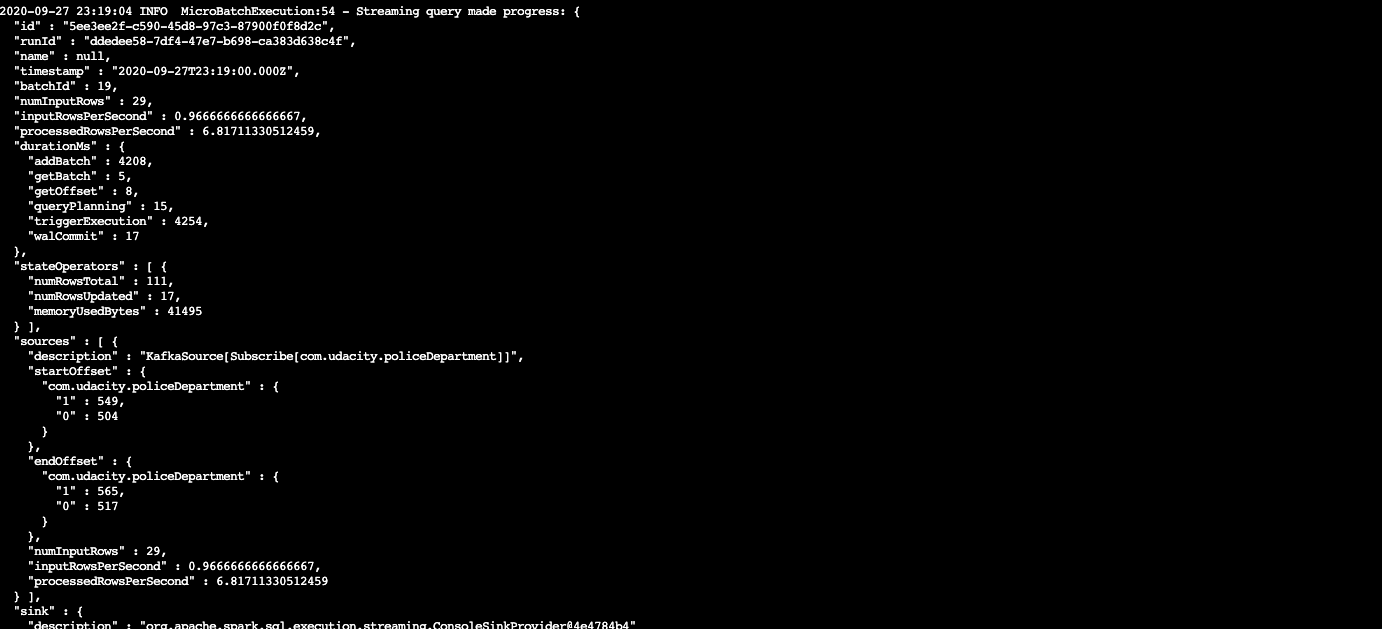 2020-09-27 23:19:04 INFO  MicroBatchExecution:54 - Streaming query made progress: {
  "id" : "5ee3ee2f-c590-45d8-97c3-87900f0f8d2c",
  "runId" : "ddedee58-7df4-47e7-b698-ca383d638c4f",
  "name" : null,
  "timestamp" : "2020-09-27T23:19:00.000Z",
  "batchId" : 19,
  "numInputRows" : 29,
  "inputRowsPerSecond" : 0.9666666666666667,
  "processedRowsPerSecond" : 6.81711330512459,
  "durationMs" : {
    "addBatch" : 4208,
    "getBatch" : 5,
    "getOffset" : 8,
    "queryPlanning" : 15,
    "triggerExecution" : 4254,
    "walCommit" : 17
  },
  "stateOperators" : [ {
    "numRowsTotal" : 111,
    "numRowsUpdated" : 17,
    "memoryUsedBytes" : 41495
  } ],
  "sources" : [ {
    "description" : "KafkaSource[Subscribe[com.udacity.policeDepartment]]",
    "startOffset" : {
      "com.udacity.policeDepartment" : {
        "1" : 549,
        "0" : 504
      }
    },
    "endOffset" : {
      "com.udacity.policeDepartment" : {
        "1" : 565,
        "0" : 517
      }
    },
    "numInputRows" : 29,
    "inputRowsPerSecond" : 0.9666666666666667,
    "processedRowsPerSecond" : 6.81711330512459
  } ],
  "sink" : {
    "description" : "org.apache.spark.sql.execution.streaming.ConsoleSinkProvider@4e4784b4"